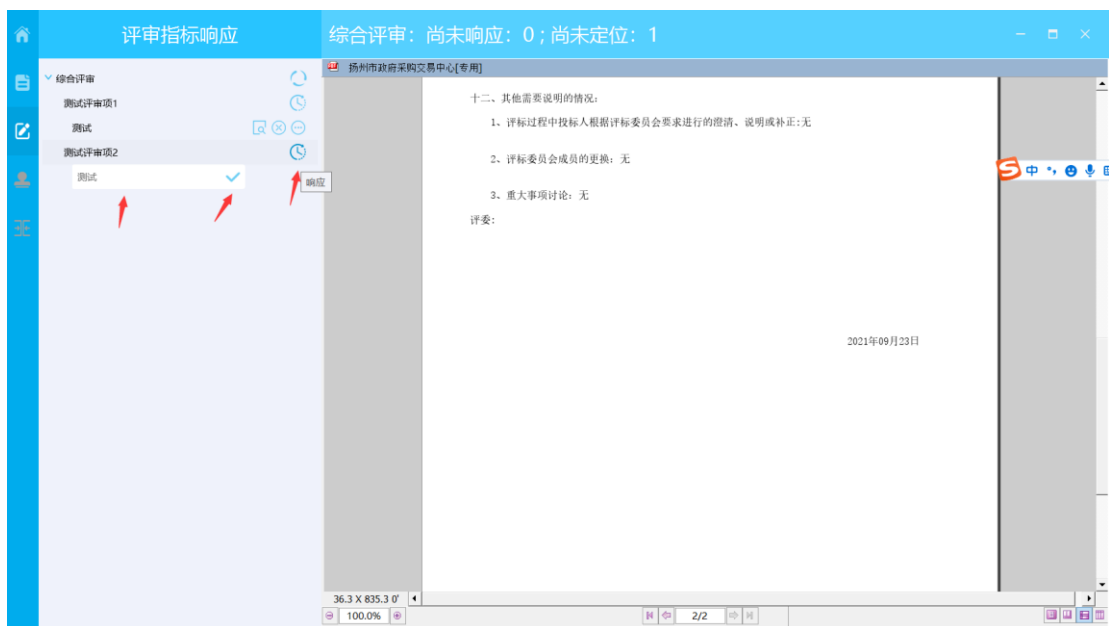 评审指标响应
综合评审：尚未响应：0 ; 尚未定位：1
综合评审
测试评审项1
测试
测试评审项2
测试
响应
扬州市政府采购交易中心[专用]
十二、其他需要说明的情况：
1、评标过程中投标人根据评标委员会要求进行的澄清、说明或补正:无
2、评标委员会成员的更换：无
3、重大事项讨论：无
评委：
2021年09月23日
中
36.3 X 835.3 0'
100.0%
2/2